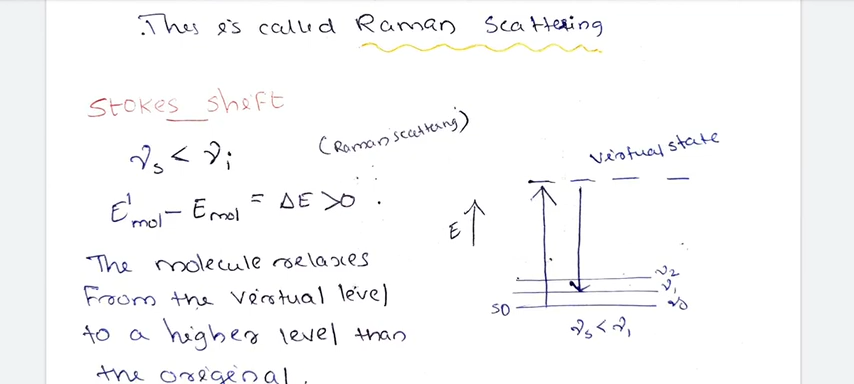 .This is called Raman Scattering
Stokes shift
νs < νi
(Raman scattering)
E'mol - Emol = ΔE >0 .
The molecule relaxes
From the Virtual level
to a higher level than
the original.
Virtual state
E ↑
ν2
ν1
ν0
S0
νs < νi